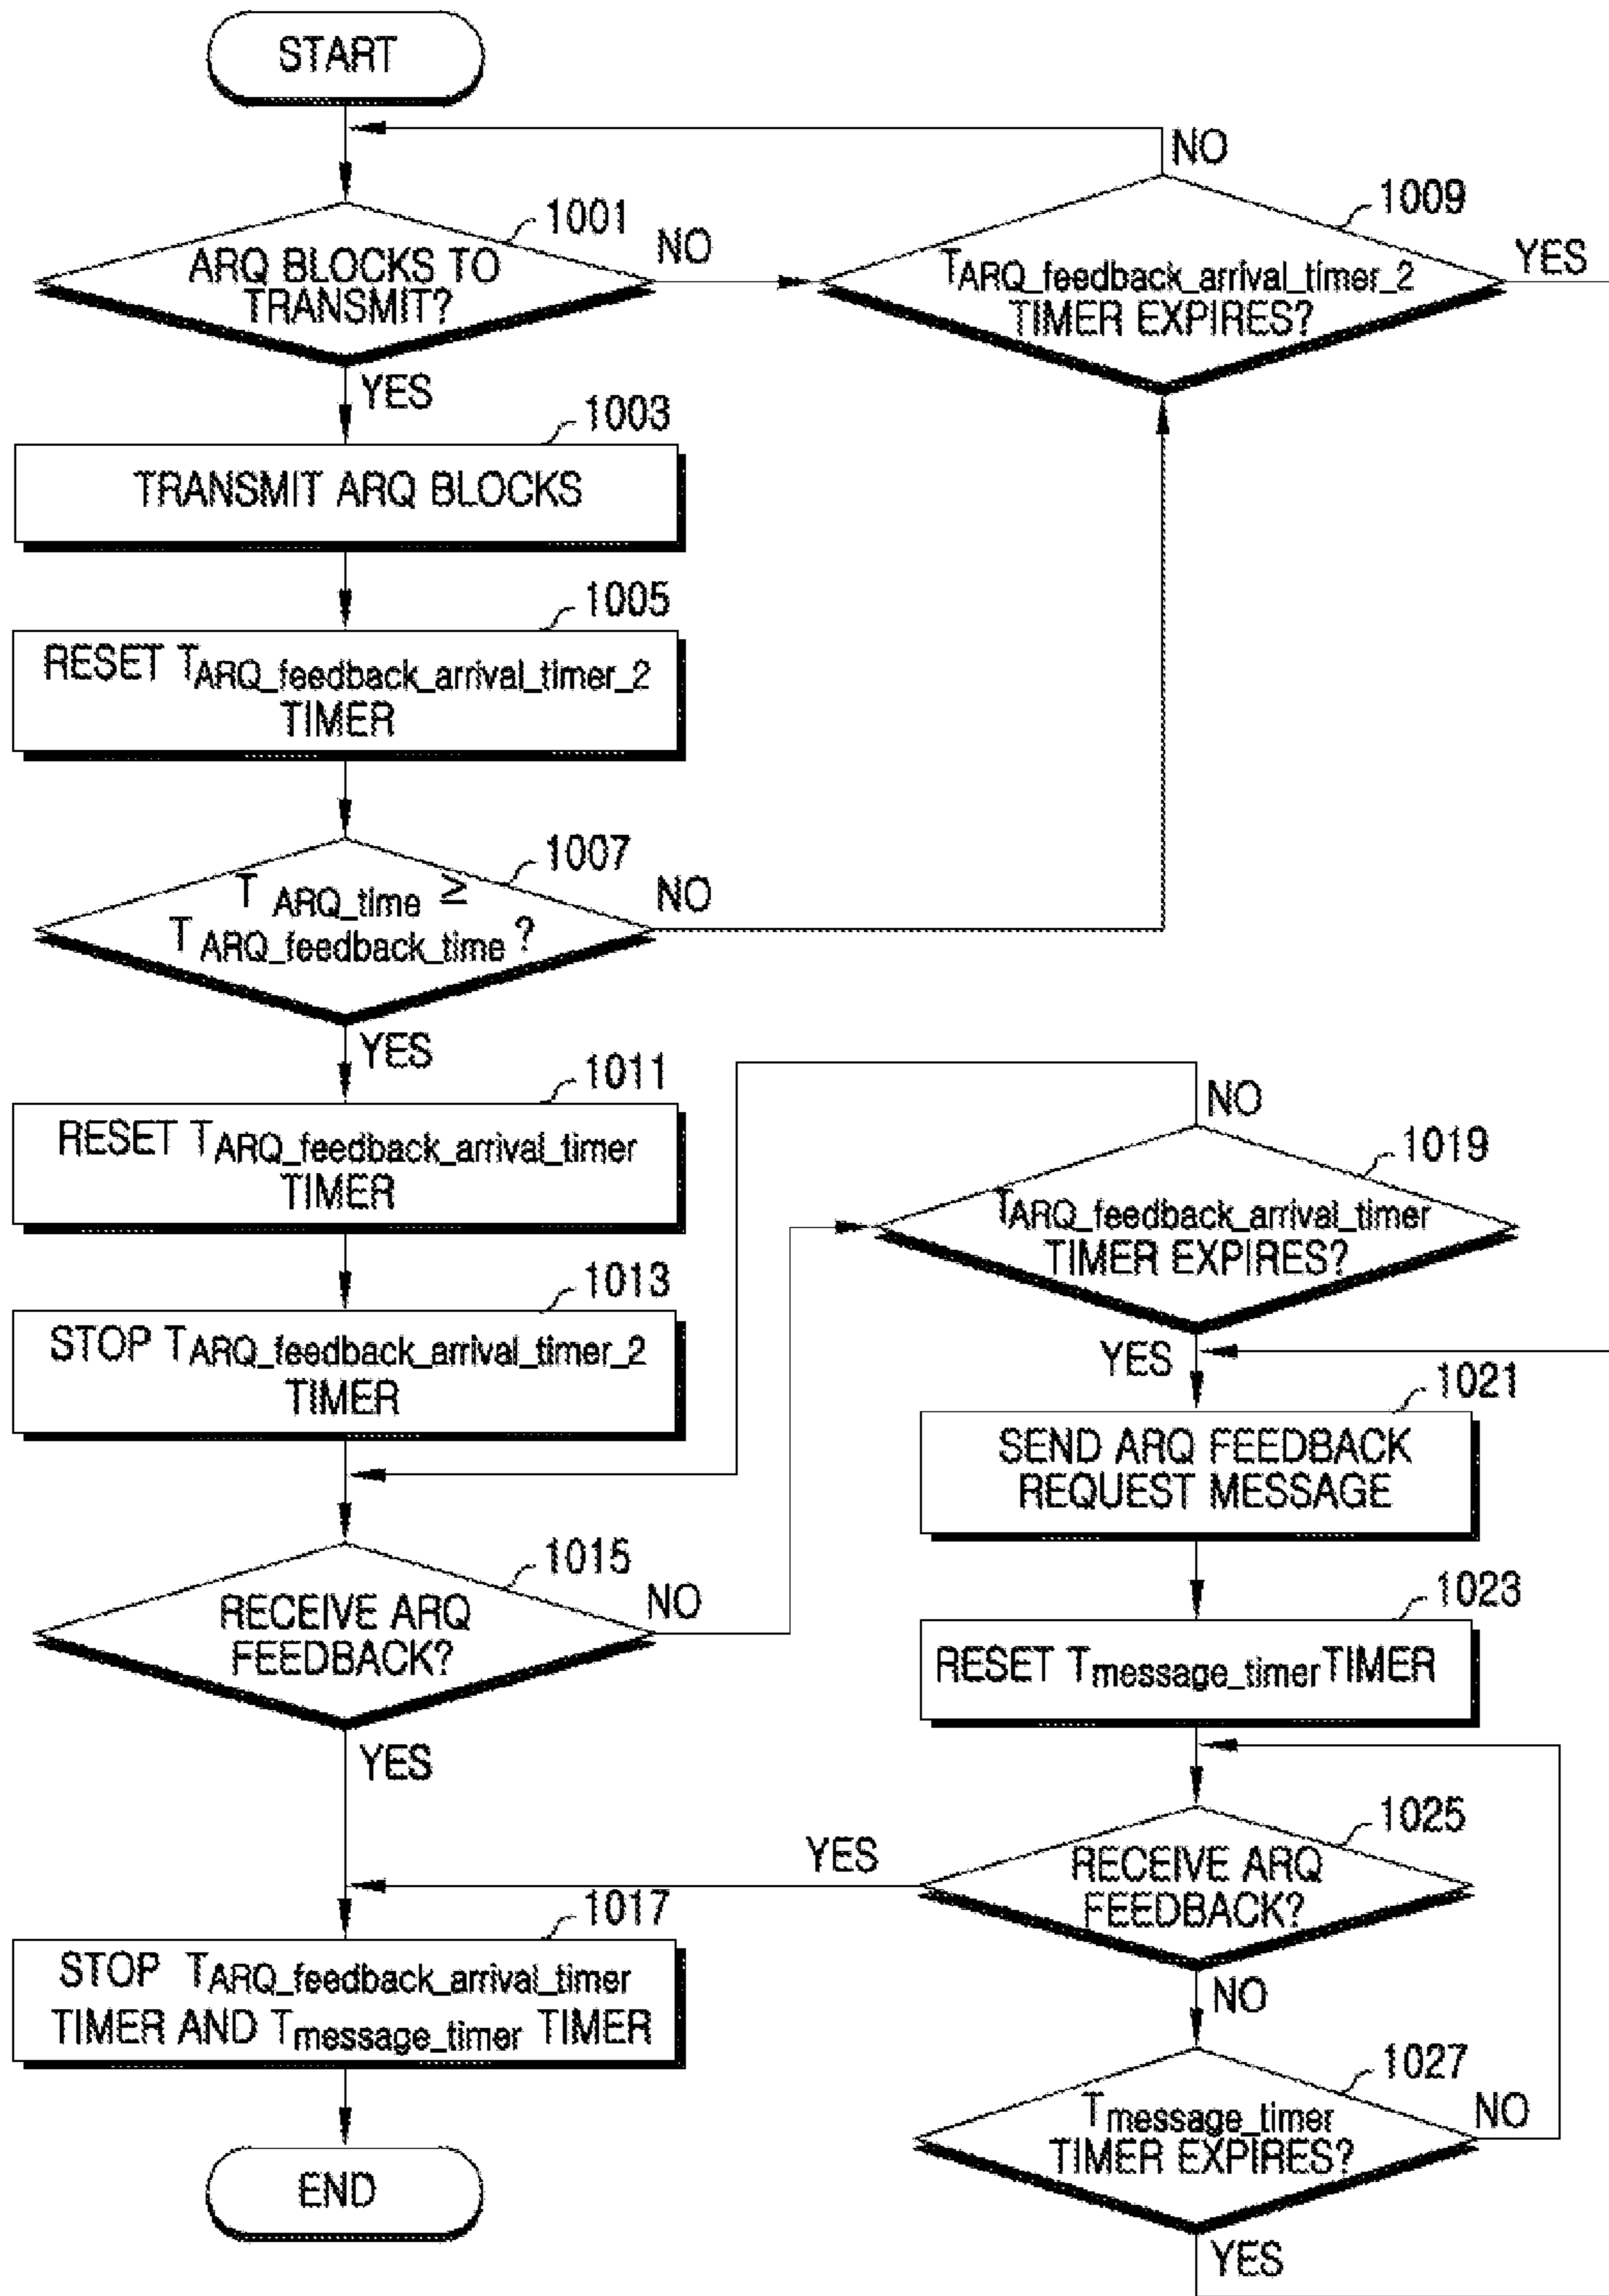 START
NO
1009
1001
ARQ BLOCKS TO
TRANSMIT?
NO
TARQ_feedback_arrival_timer_2
TIMER EXPIRES?
YES
YES
1003
TRANSMIT ARQ BLOCKS
1005
RESET TARQ_feedback_arrival_timer_2
TIMER
1007
T ARQ_time ≥
T ARQ_feedback_time ?
NO
YES
1011
RESET TARQ_feedback_arrival_timer
TIMER
NO
1019
TARQ_feedback_arrival_timer
TIMER EXPIRES?
1013
STOP TARQ_feedback_arrival_timer_2
TIMER
YES
1021
SEND ARQ FEEDBACK
REQUEST MESSAGE
1015
RECEIVE ARQ
FEEDBACK?
NO
1023
RESET Tmessage_timer TIMER
YES
1025
RECEIVE ARQ
FEEDBACK?
YES
1017
STOP TARQ_feedback_arrival_timer
TIMER AND Tmessage_timer TIMER
NO
1027
Tmessage_timer
TIMER EXPIRES?
NO
END
YES